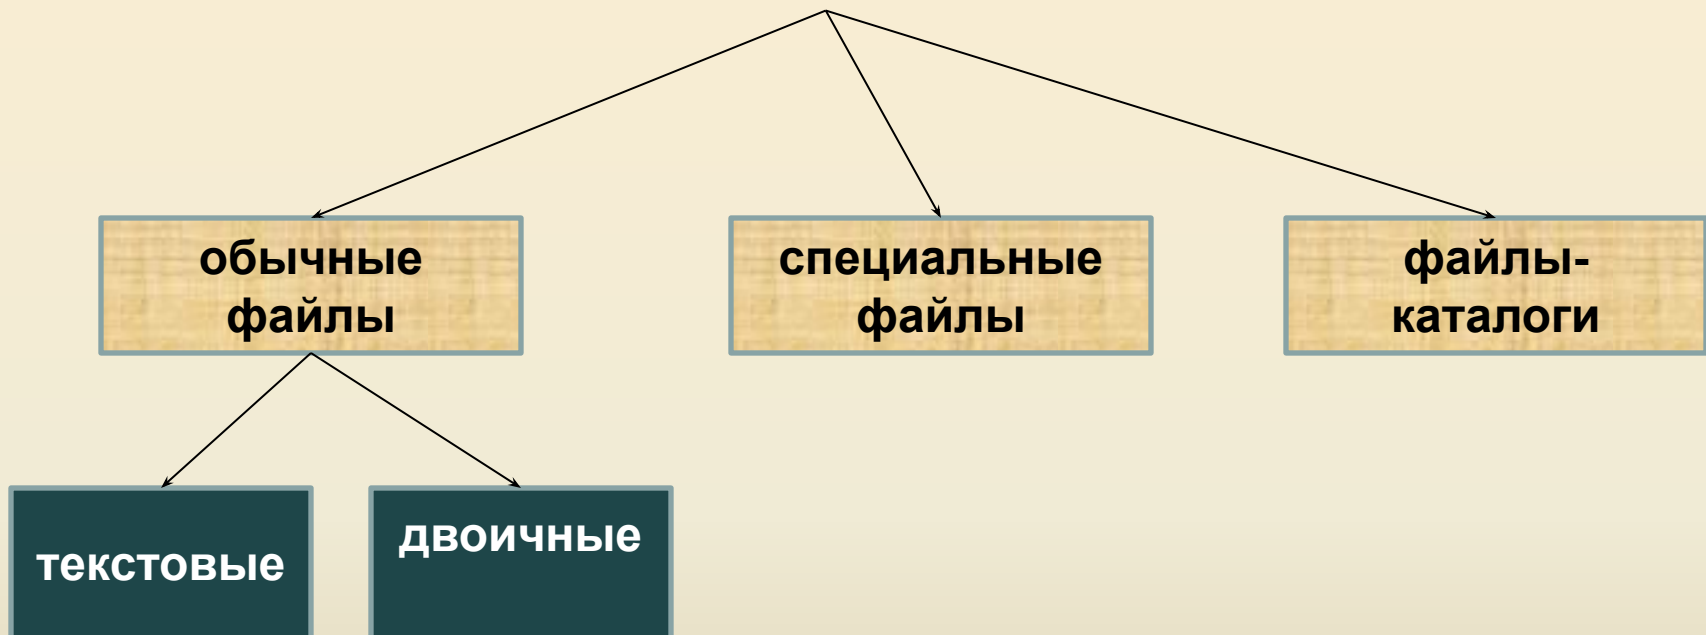 обычные
файлы
специальные
файлы
файлы-
каталоги
текстовые
двоичные